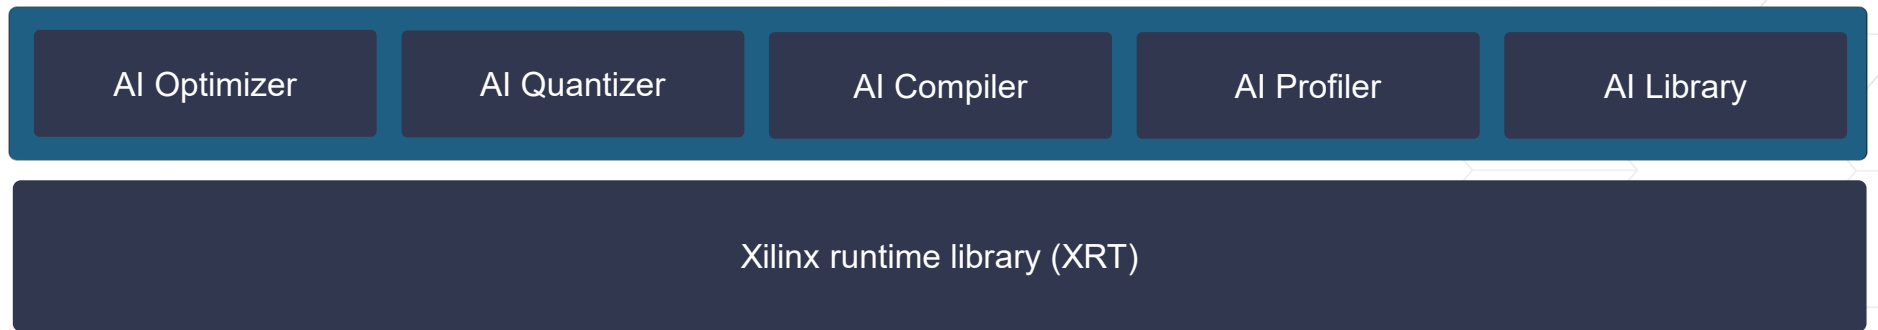 AI Optimizer
AI Quantizer
AI Compiler
AI Profiler
AI Library
Xilinx runtime library (XRT)